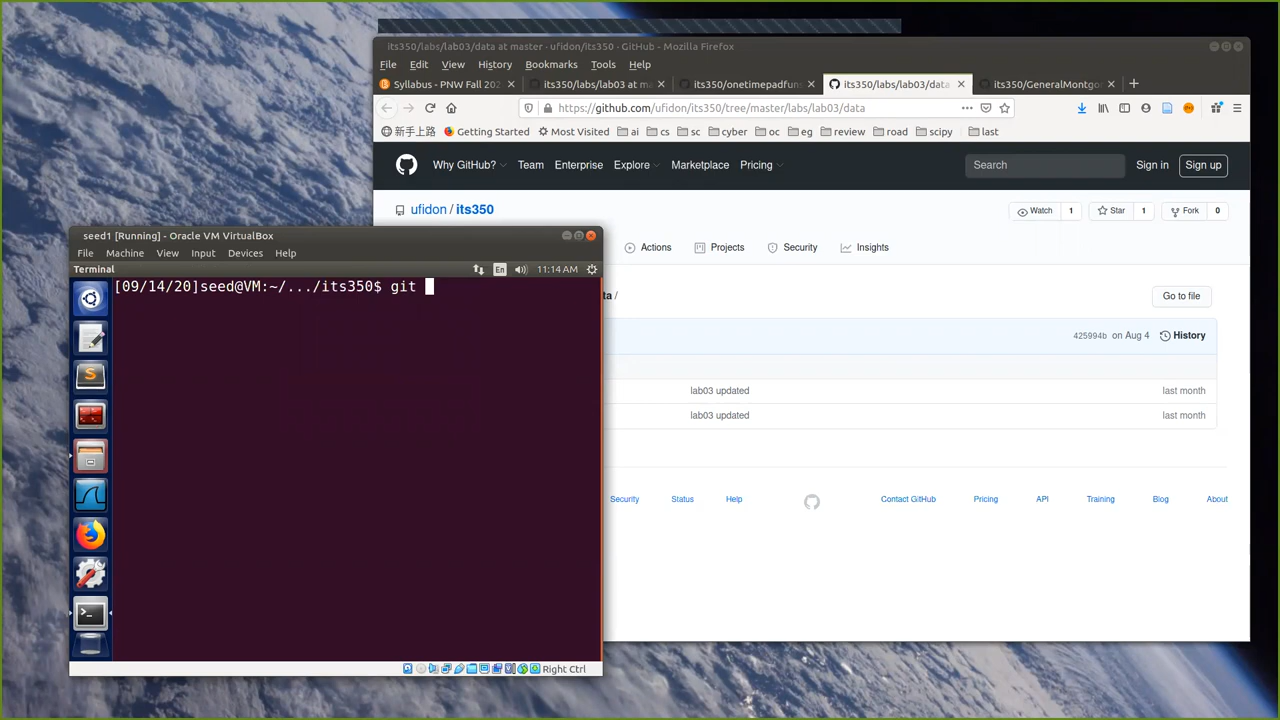 its350/labs/lab03/data at master · ufidon/its350 · GitHub - Mozilla Firefox
File Edit View History Bookmarks Tools Help
Syllabus - PNW Fall 202
its350/labs/lab03 at ma
its350/onetimepadfuns
its350/labs/lab03/data
its350/GeneralMontgo
https://github.com/ufidon/its350/tree/master/labs/lab03/data
新手上路 Getting Started Most Visited ai cs sc cyber oc eg review road scipy last
Why GitHub? Team Enterprise Explore Marketplace Pricing Search Sign in Sign up
ufidon / its350
Watch 1 Star 1 Fork 0
Actions Projects Security Insights
ta /
Go to file
425994b on Aug 4 History
lab03 updated last month
lab03 updated last month
Security Status Help Contact GitHub Pricing API Training Blog About
seed1 [Running] - Oracle VM VirtualBox
File Machine View Input Devices Help
Terminal En 11:14 AM
[09/14/20]seed@VM:~/.../its350$ git
Right Ctrl